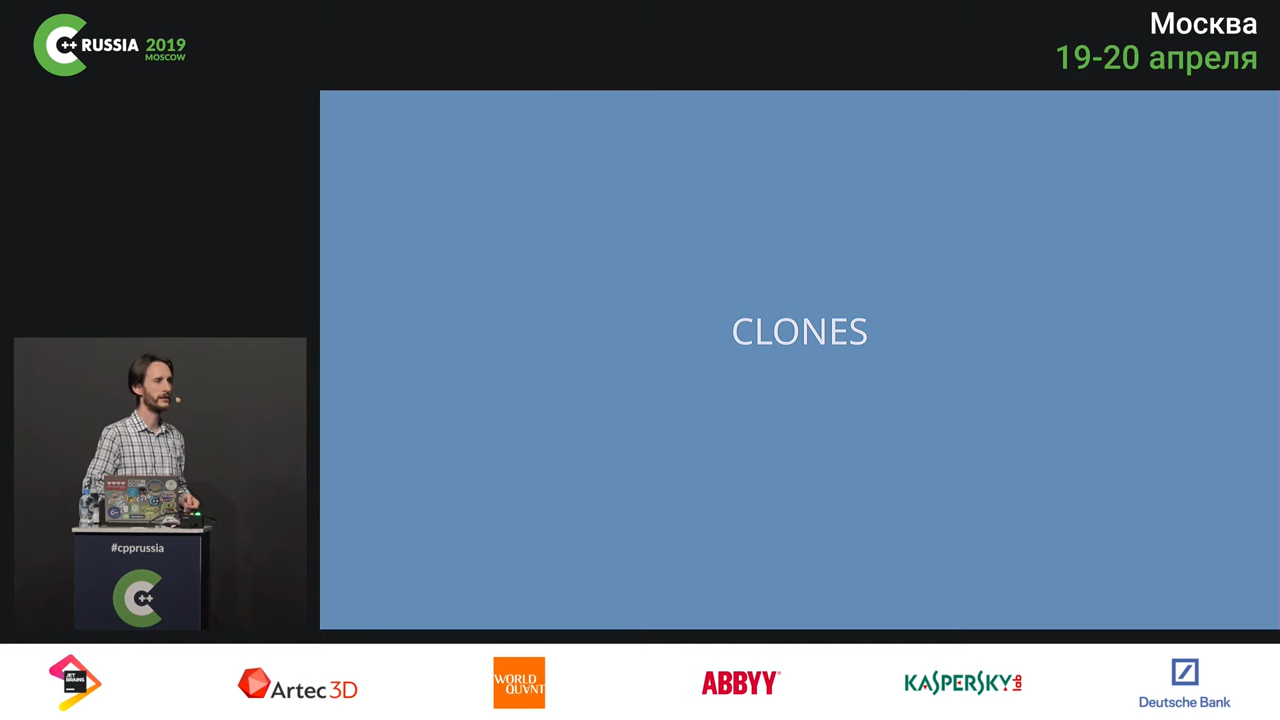 C++ RUSSIA 2019
MOSCOW
Москва
19-20 апреля
CLONES
#cpprussia
C++
JET
BRAINS
Artec 3D
WORLD
QUANT
ABBYY
KASPERSKY lab
Deutsche Bank